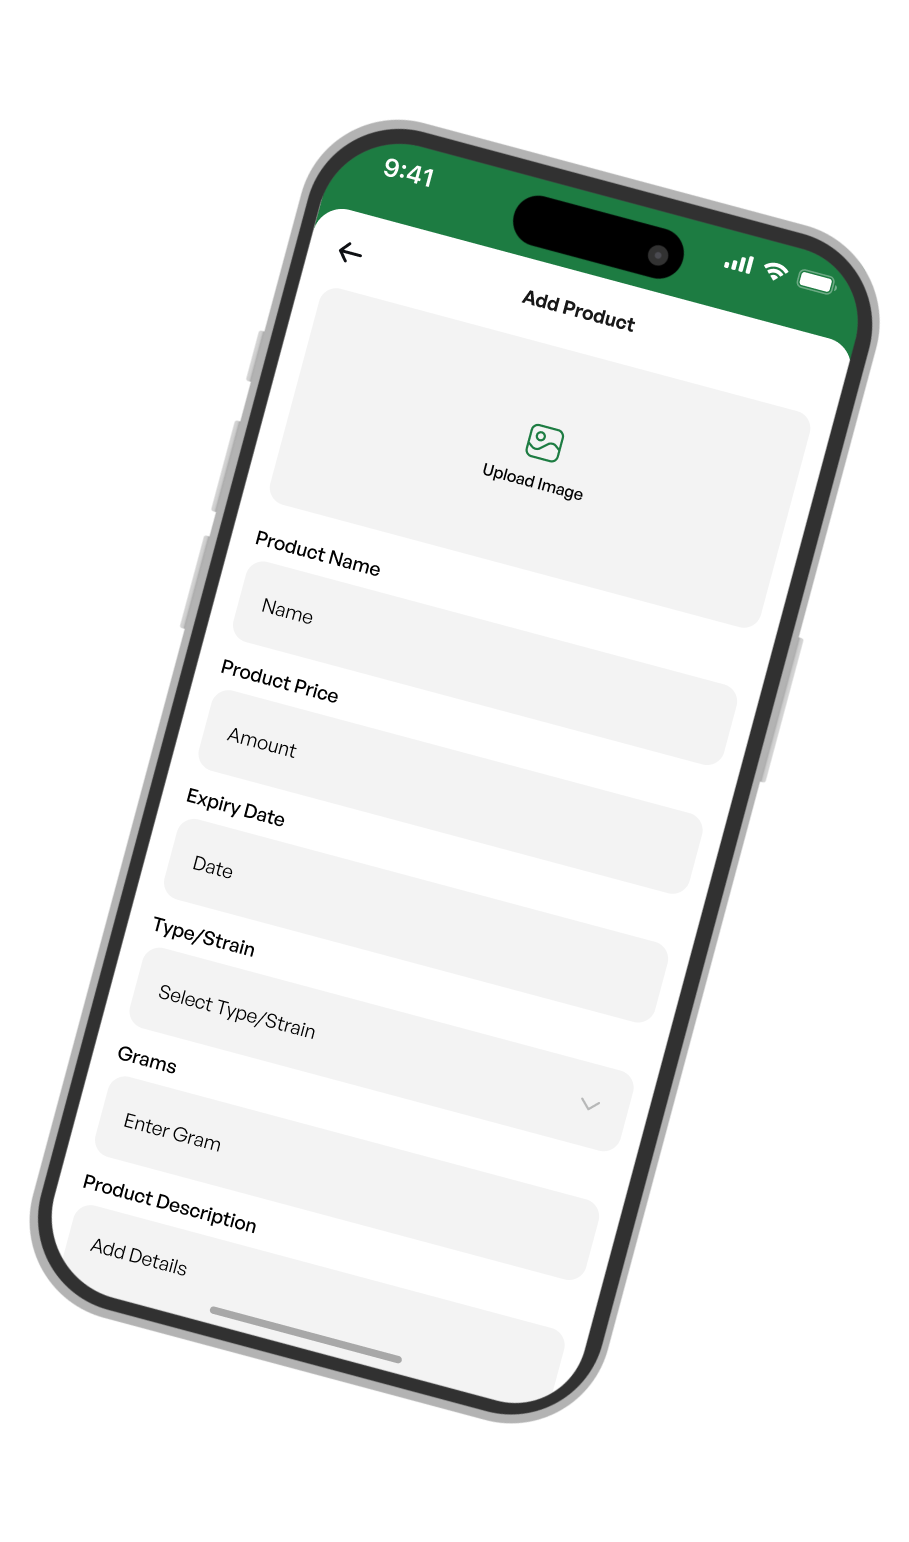 9:41
Add Product
Upload Image
Product Name
Name
Product Price
Amount
Expiry Date
Date
Type/Strain
Select Type/Strain
Grams
Enter Gram
Product Description
Add Details